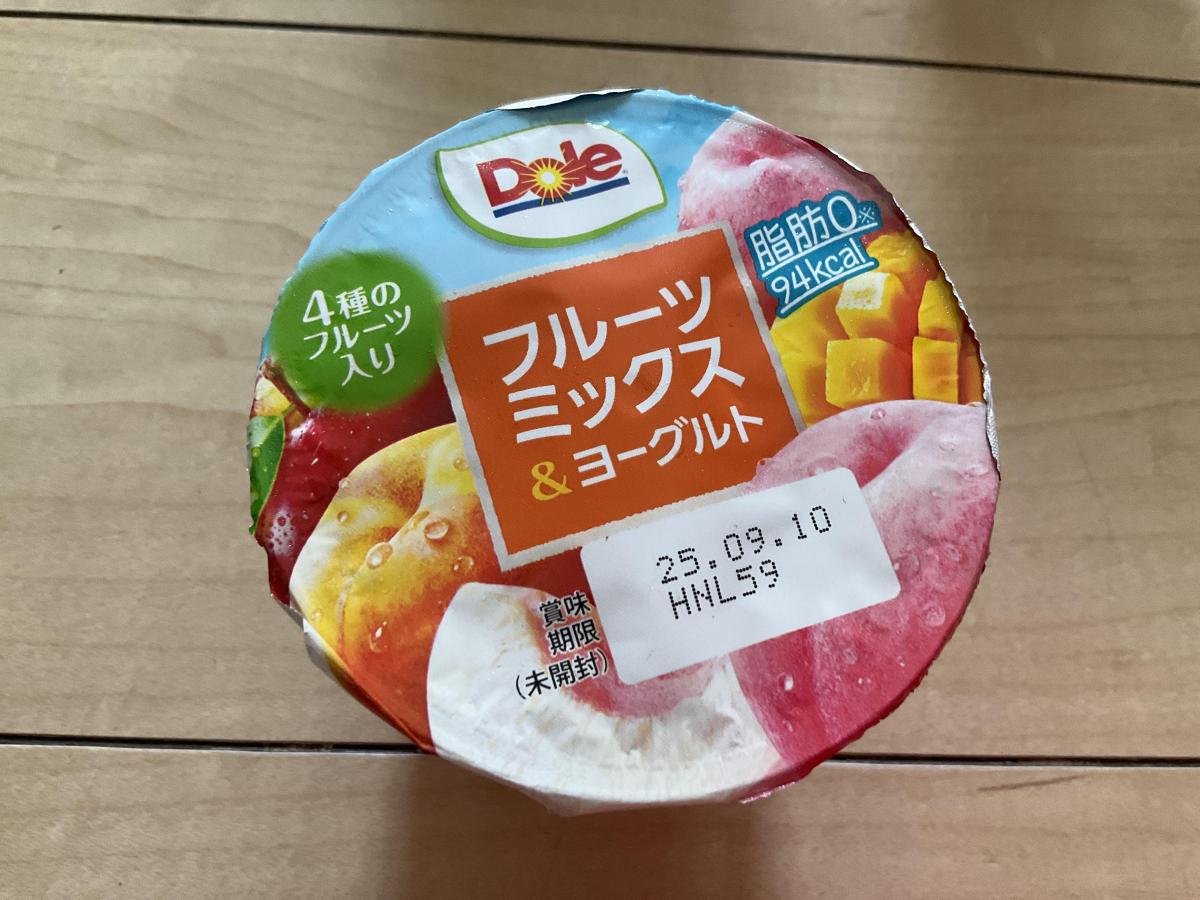 Dole
脂肪0※
94kcal
4種の
フルーツ
入り
フルーツ
ミックス
&ヨーグルト
25.09.10
HNL59
賞味
期限
(未開封)